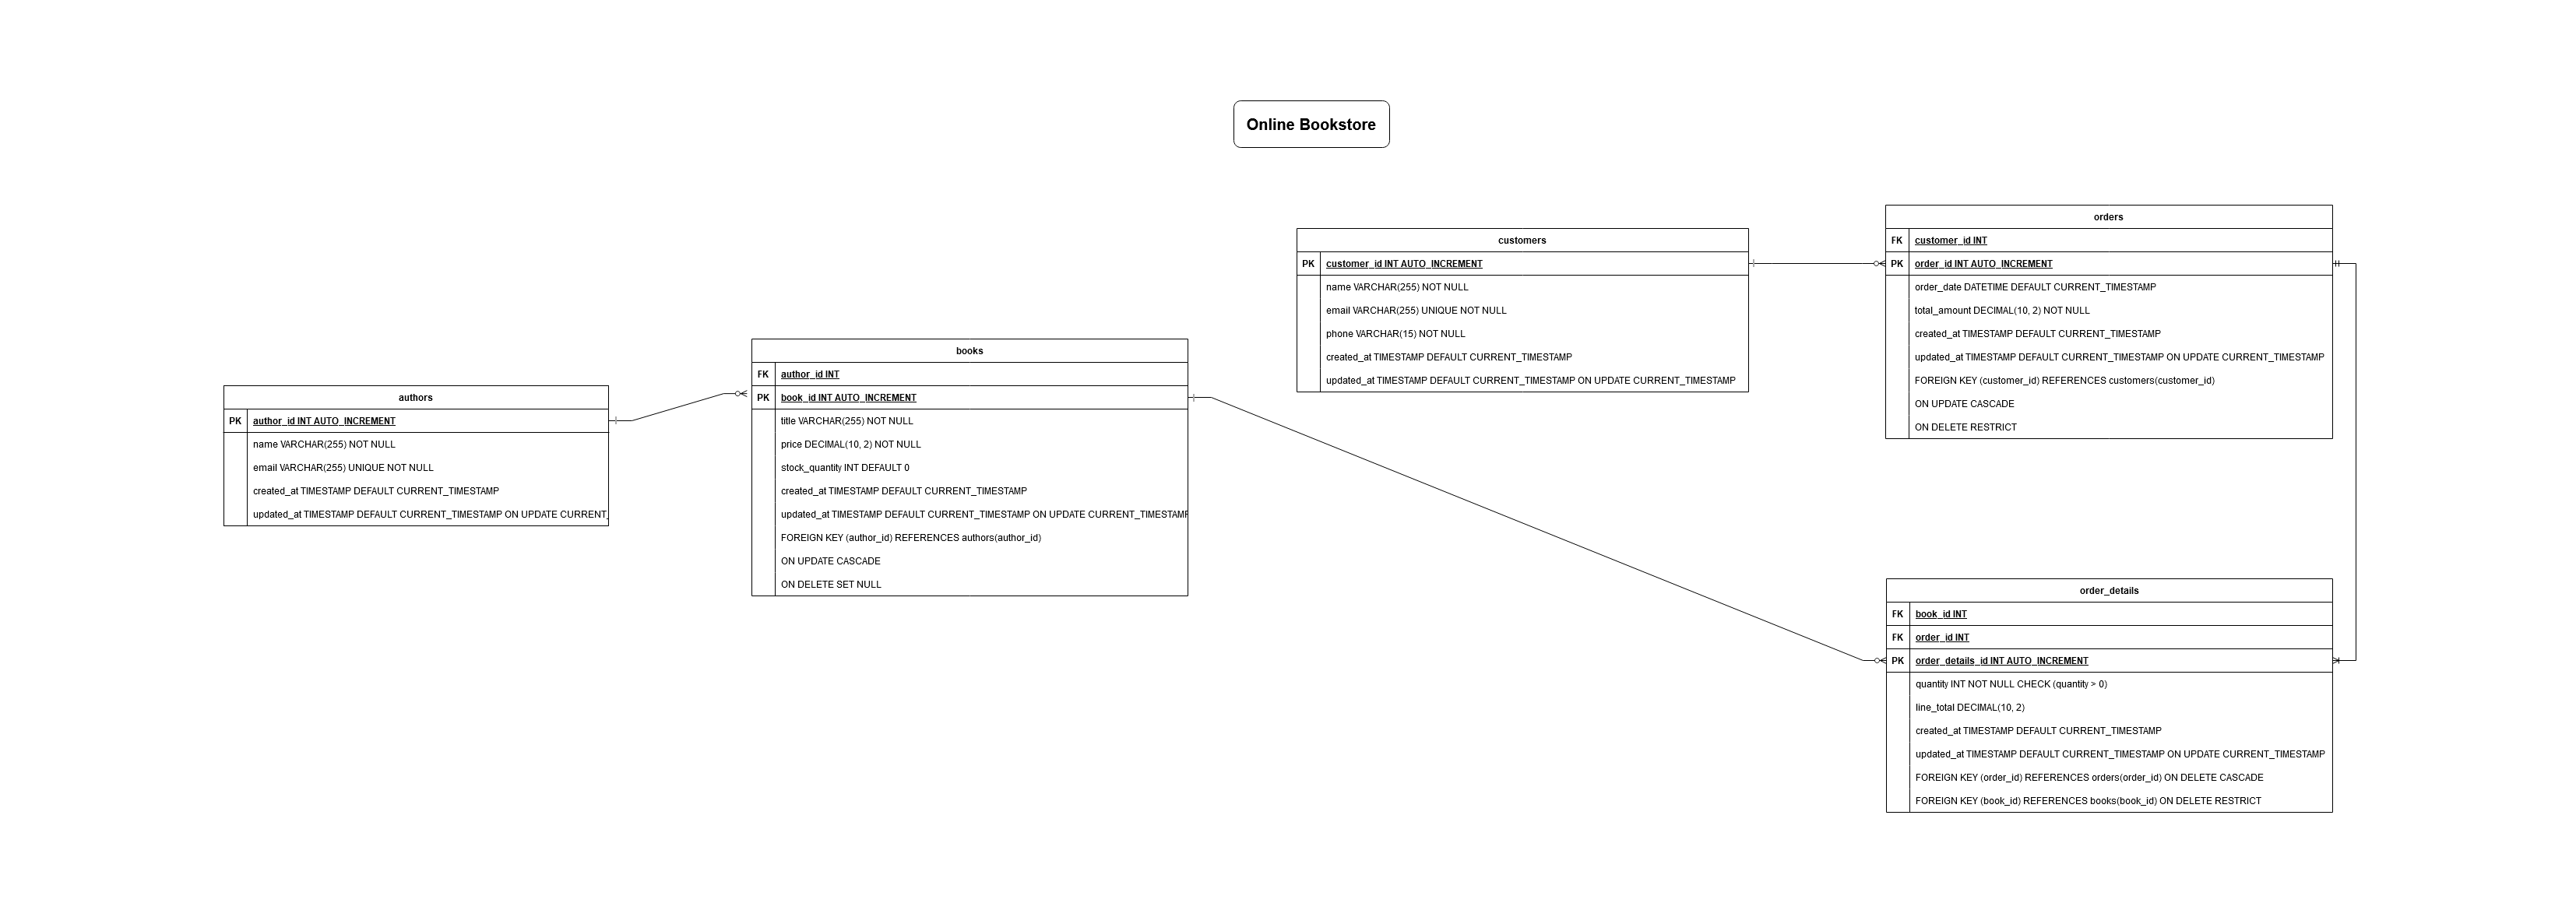 Online Bookstore
authors
PK author_id INT AUTO_INCREMENT
name VARCHAR(255) NOT NULL
email VARCHAR(255) UNIQUE NOT NULL
created_at TIMESTAMP DEFAULT CURRENT_TIMESTAMP
updated_at TIMESTAMP DEFAULT CURRENT_TIMESTAMP ON UPDATE CURRENT_
books
FK author_id INT
PK book_id INT AUTO_INCREMENT
title VARCHAR(255) NOT NULL
price DECIMAL(10, 2) NOT NULL
stock_quantity INT DEFAULT 0
created_at TIMESTAMP DEFAULT CURRENT_TIMESTAMP
updated_at TIMESTAMP DEFAULT CURRENT_TIMESTAMP ON UPDATE CURRENT_TIMESTAMP
FOREIGN KEY (author_id) REFERENCES authors(author_id)
ON UPDATE CASCADE
ON DELETE SET NULL
customers
PK customer_id INT AUTO_INCREMENT
name VARCHAR(255) NOT NULL
email VARCHAR(255) UNIQUE NOT NULL
phone VARCHAR(15) NOT NULL
created_at TIMESTAMP DEFAULT CURRENT_TIMESTAMP
updated_at TIMESTAMP DEFAULT CURRENT_TIMESTAMP ON UPDATE CURRENT_TIMESTAMP
orders
FK customer_id INT
PK order_id INT AUTO_INCREMENT
order_date DATETIME DEFAULT CURRENT_TIMESTAMP
total_amount DECIMAL(10, 2) NOT NULL
created_at TIMESTAMP DEFAULT CURRENT_TIMESTAMP
updated_at TIMESTAMP DEFAULT CURRENT_TIMESTAMP ON UPDATE CURRENT_TIMESTAMP
FOREIGN KEY (customer_id) REFERENCES customers(customer_id)
ON UPDATE CASCADE
ON DELETE RESTRICT
order_details
FK book_id INT
FK order_id INT
PK order_details_id INT AUTO_INCREMENT
quantity INT NOT NULL CHECK (quantity > 0)
line_total DECIMAL(10, 2)
created_at TIMESTAMP DEFAULT CURRENT_TIMESTAMP
updated_at TIMESTAMP DEFAULT CURRENT_TIMESTAMP ON UPDATE CURRENT_TIMESTAMP
FOREIGN KEY (order_id) REFERENCES orders(order_id) ON DELETE CASCADE
FOREIGN KEY (book_id) REFERENCES books(book_id) ON DELETE RESTRICT